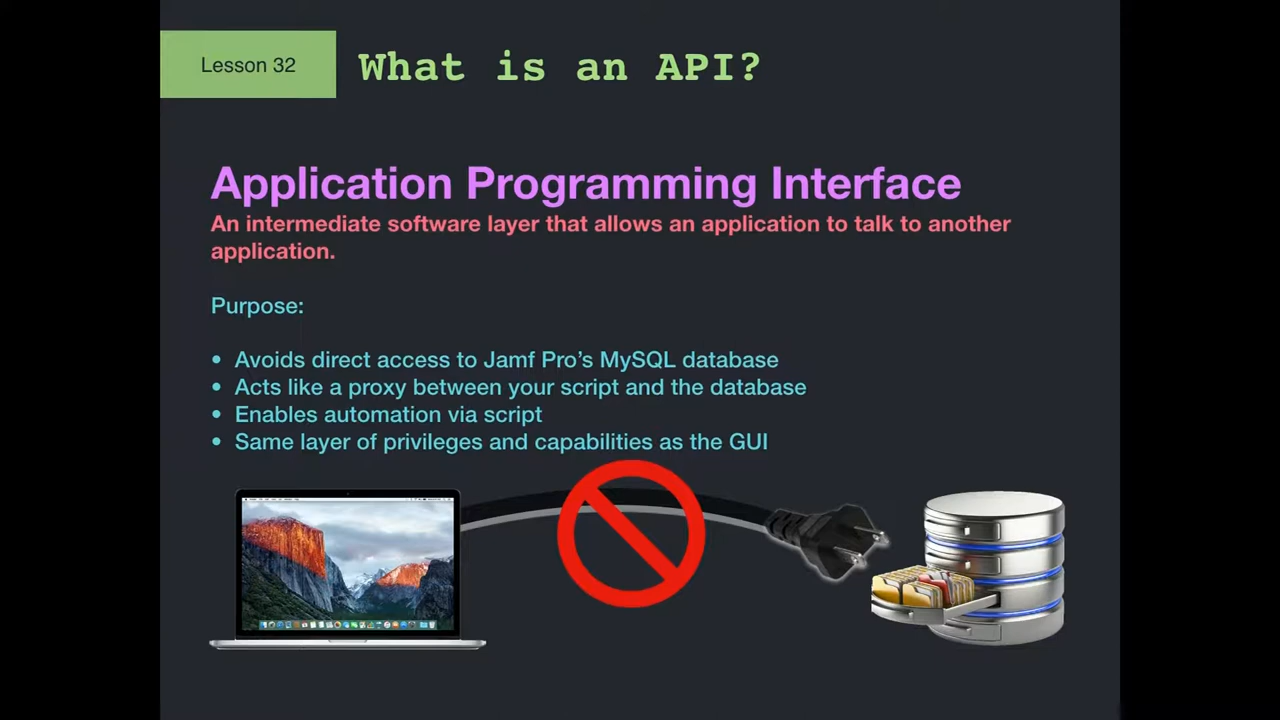 Lesson 32
What is an API?
Application Programming Interface
An intermediate software layer that allows an application to talk to another
application.
Purpose:
• Avoids direct access to Jamf Pro’s MySQL database
• Acts like a proxy between your script and the database
• Enables automation via script
• Same layer of privileges and capabilities as the GUI